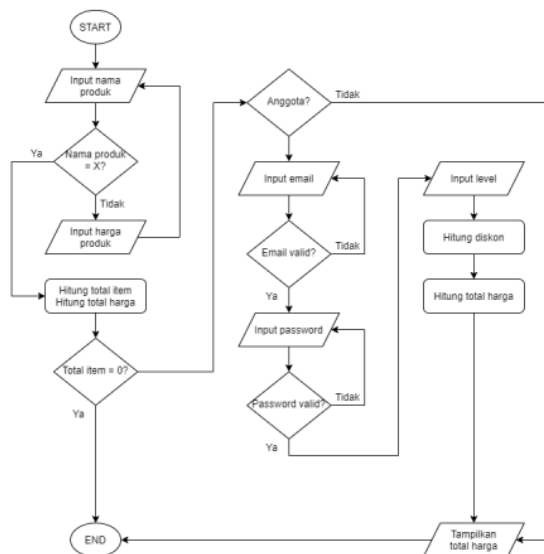 START
Input nama
produk
Nama produk
= X?
Ya
Tidak
Input harga
produk
Hitung total item
Hitung total harga
Total item = 0?
Ya
END
Anggota?
Tidak
Input email
Email valid?
Tidak
Ya
Input password
Password valid?
Tidak
Ya
Input level
Hitung diskon
Hitung total harga
Tampilkan
total harga